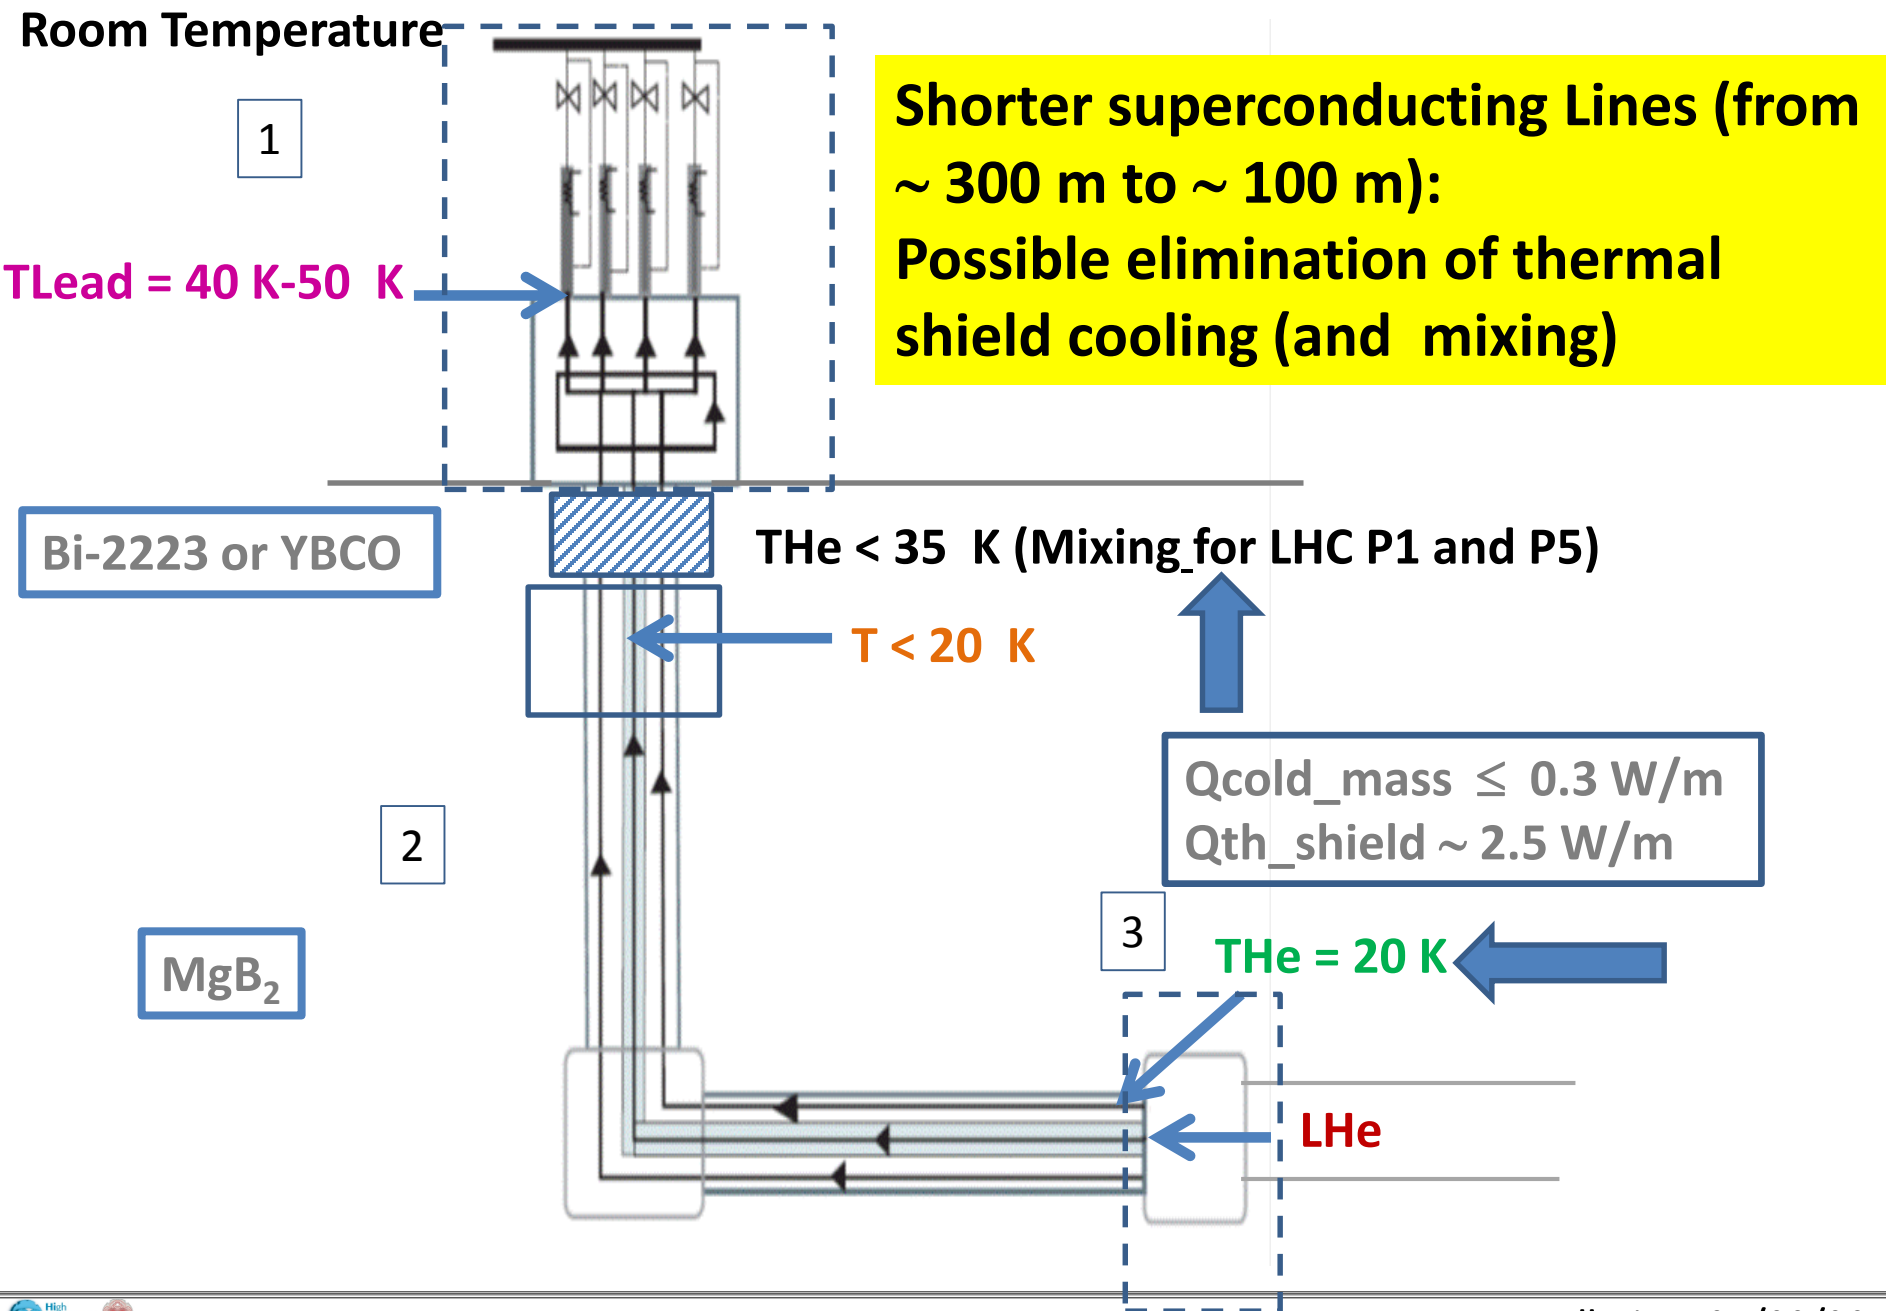 Room Temperature
1
Shorter superconducting Lines (from
~ 300 m to ~ 100 m):
Possible elimination of thermal
shield cooling (and mixing)
TLead = 40 K-50 K
Bi-2223 or YBCO
THe < 35 K (Mixing for LHC P1 and P5)
T < 20 K
Qcold_mass ≤ 0.3 W/m
Qth_shield ~ 2.5 W/m
2
3
THe = 20 K
MgB₂
LHe
High